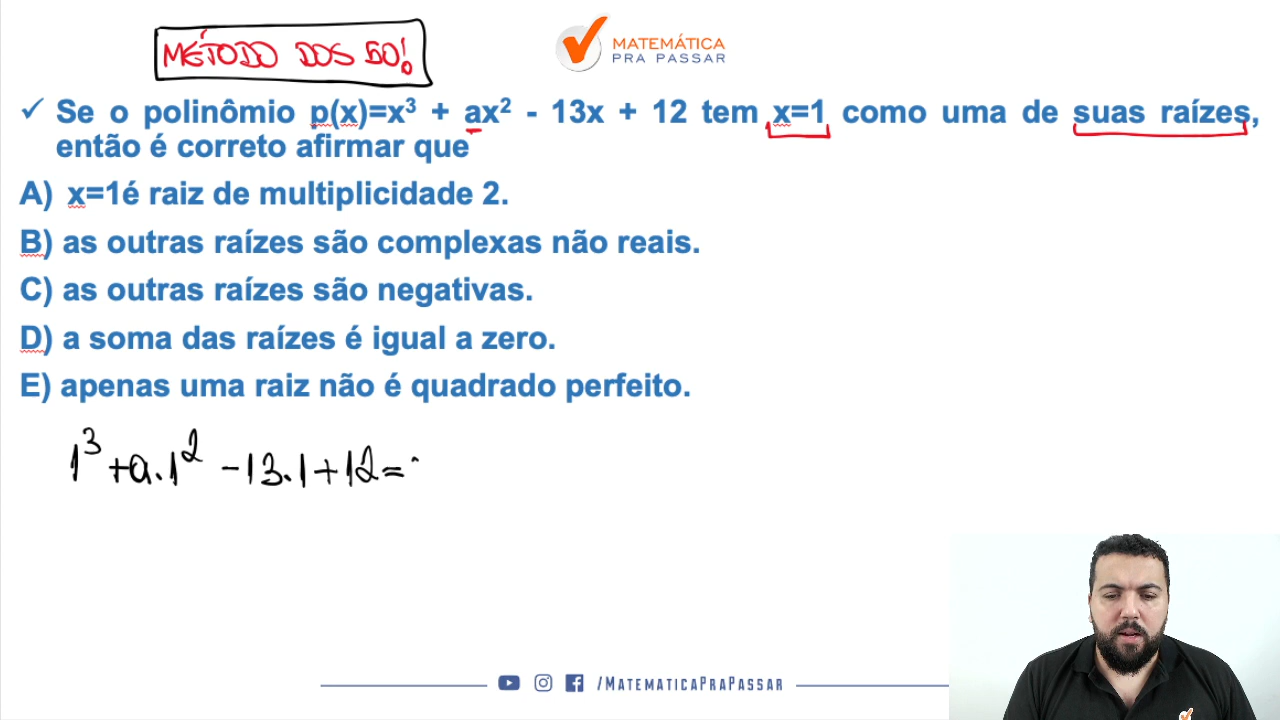 MÉTODO DOS 50!
MATEMÁTICA
PRA PASSAR
✓ Se o polinômio p(x)=x³ + ax² - 13x + 12 tem x=1 como uma de suas raízes,
então é correto afirmar que
A) x=1é raiz de multiplicidade 2.
B) as outras raízes são complexas não reais.
C) as outras raízes são negativas.
D) a soma das raízes é igual a zero.
E) apenas uma raiz não é quadrado perfeito.
1³ +a.1² -13.1+12=
/MATEMATICAPRAPASSAR